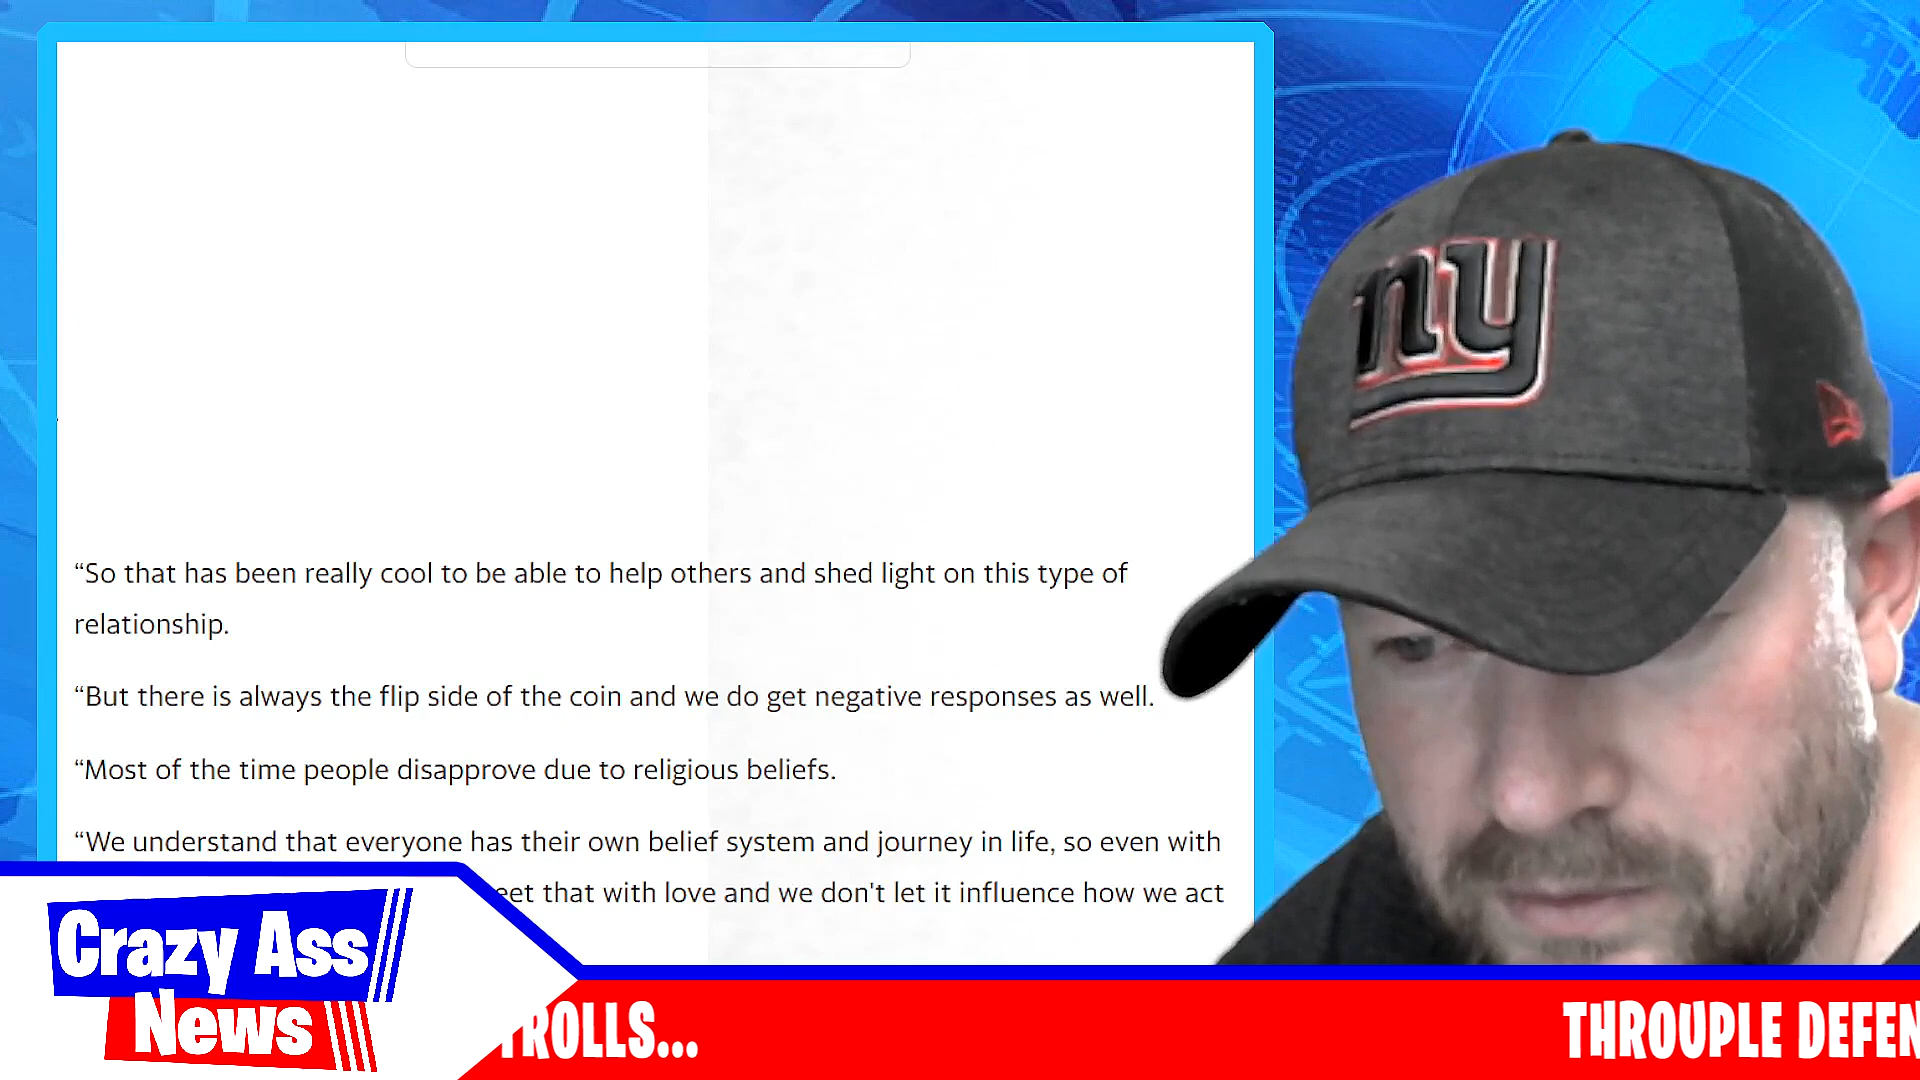 “So that has been really cool to be able to help others and shed light on this type of
relationship.
“But there is always the flip side of the coin and we do get negative responses as well.
“Most of the time people disapprove due to religious beliefs.
“We understand that everyone has their own belief system and journey in life, so even with
that with love and we don't let it influence how we act
ny
Crazy Ass
News
TROLLS...
THROUPLE